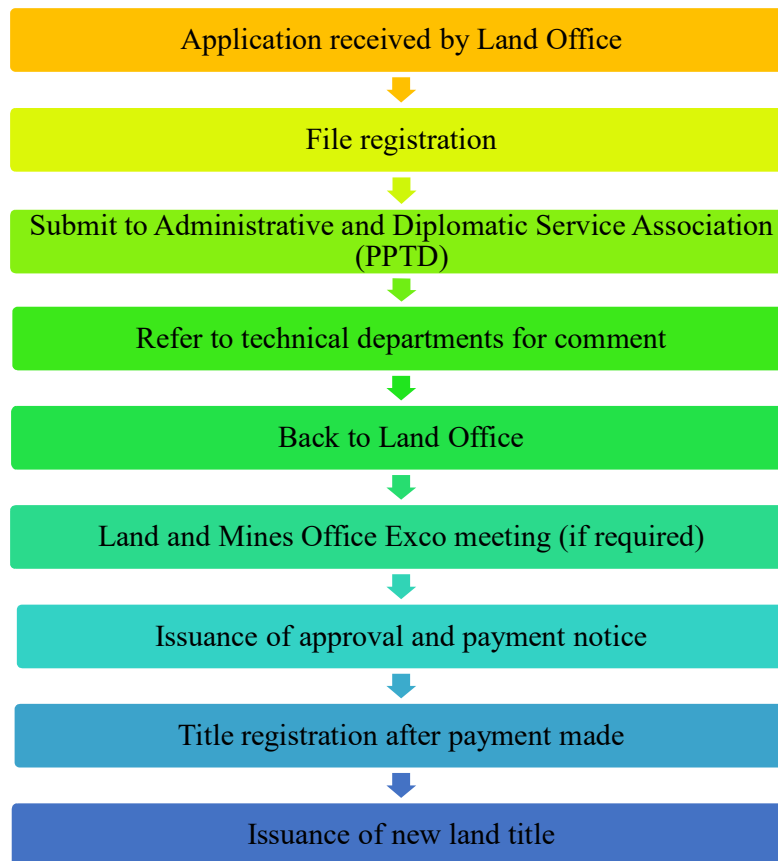 Application received by Land Office
File registration
Submit to Administrative and Diplomatic Service Association
(PPTD)
Refer to technical departments for comment
Back to Land Office
Land and Mines Office Exco meeting (if required)
Issuance of approval and payment notice
Title registration after payment made
Issuance of new land title